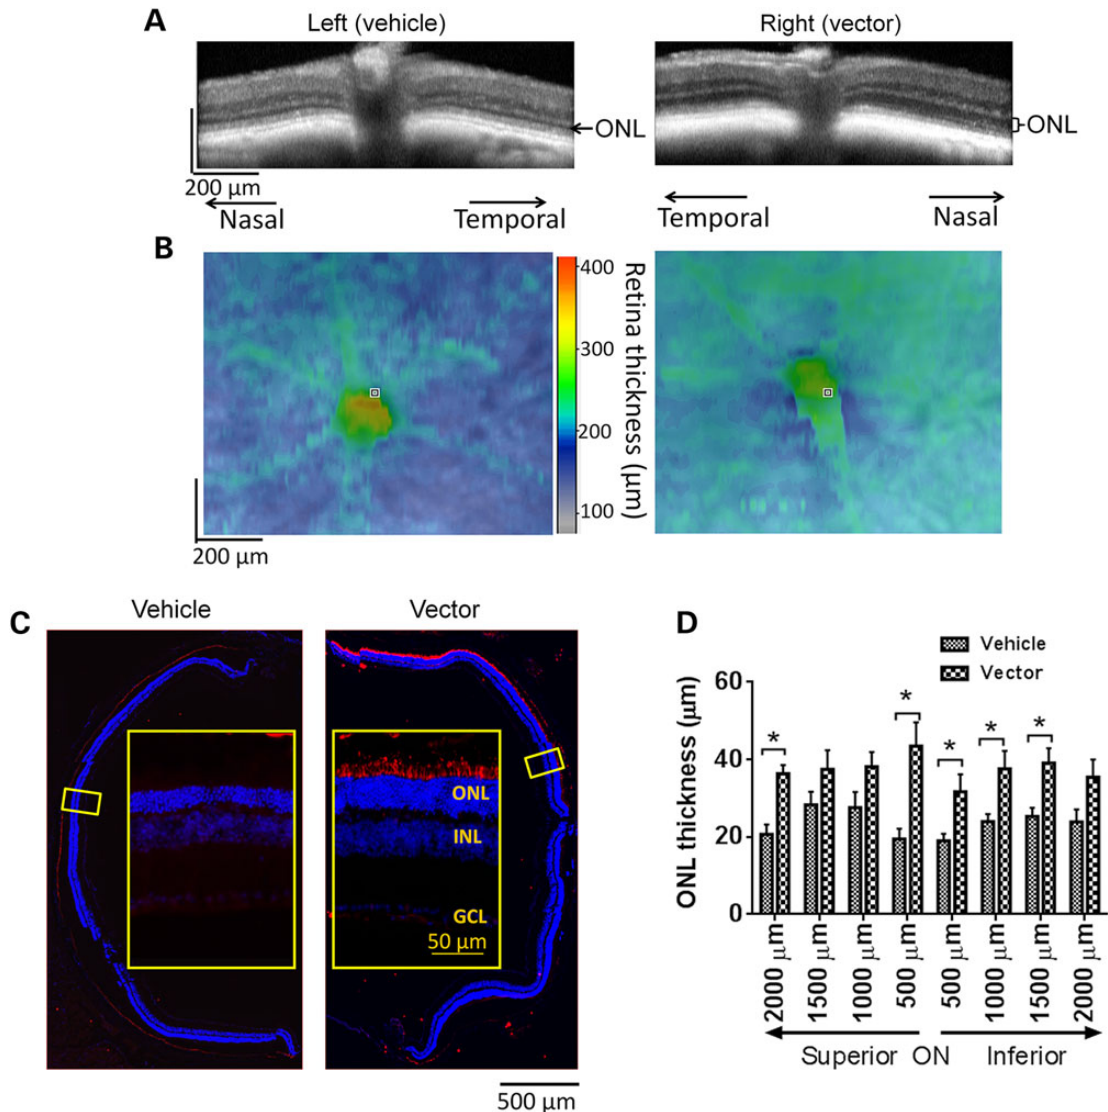 A
Left (vehicle)
Right (vector)
ONL
ONL
200 μm
Nasal
Temporal
Temporal
Nasal
B
400
300
200
100
Retina thickness (μm)
200 μm
C
Vehicle
Vector
ONL
INL
GCL
50 μm
500 μm
D
Vehicle
Vector
ONL thickness (μm)
60
40
20
0
*
*
*
*
*
2000 μm
1500 μm
1000 μm
500 μm
500 μm
1000 μm
1500 μm
2000 μm
Superior ON Inferior